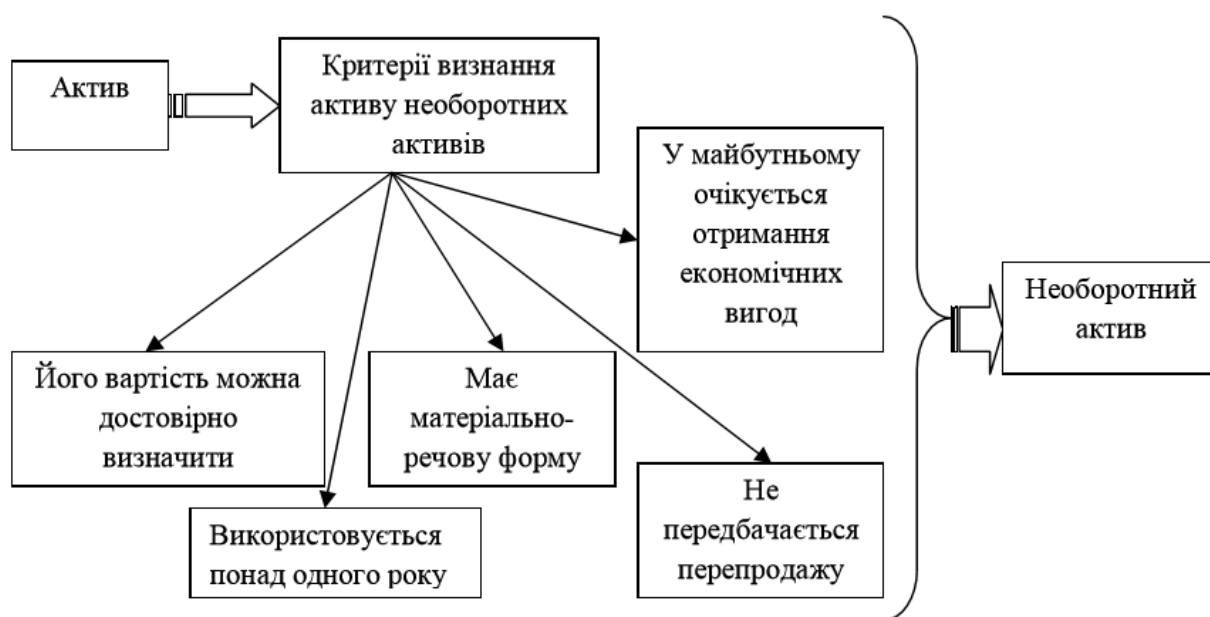 Актив
Критерії визнання
активу необоротних
активів
У майбутньому
очікується
отримання
економічних
вигод
Необоротний
актив
Його вартість можна
достовірно
визначити
Має
матеріально-
речову форму
Не
передбачається
перепродажу
Використовується
понад одного року